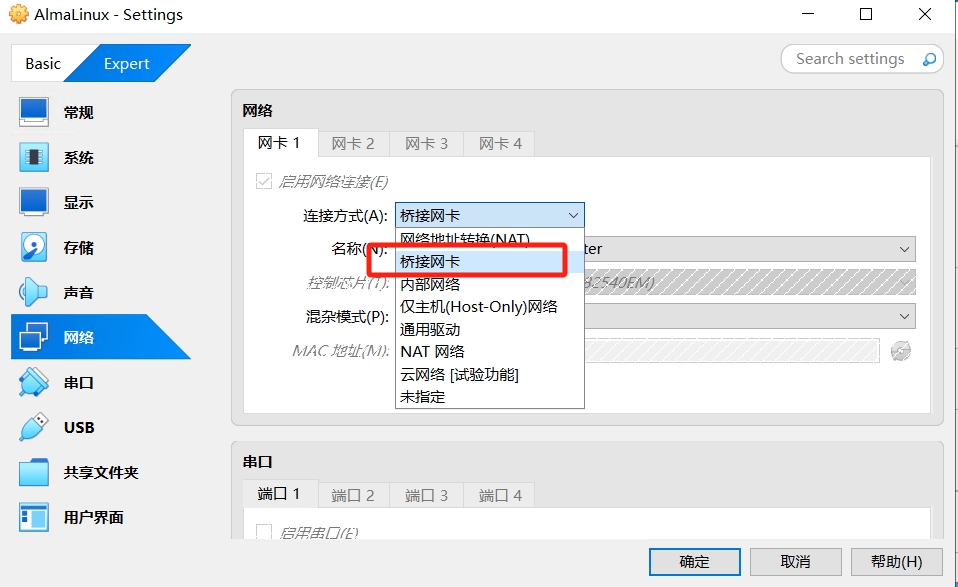 AlmaLinux - Settings
Basic
Expert
Search settings
常规
系统
显示
存储
声音
网络
串口
USB
共享文件夹
用户界面
网络
网卡 1
网卡 2
网卡 3
网卡 4
启用网络连接(E)
连接方式(A):
桥接网卡
网络地址转换(NAT)
桥接网卡
内部网络
仅主机(Host-Only)网络
通用驱动
NAT 网络
云网络 [试验功能]
未指定
名称(N):
ter
控制芯片(T):
82540EM)
混杂模式(P):
MAC 地址(M):
串口
端口 1
端口 2
端口 3
端口 4
启用串口(E)
确定
取消
帮助(H)